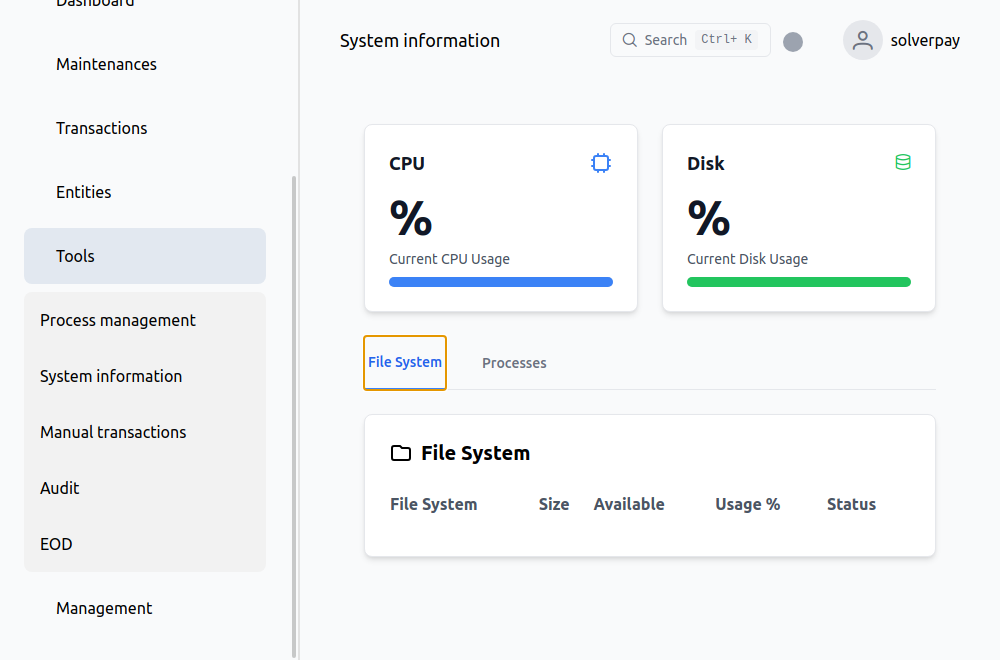 Dashboard
Maintenances
Transactions
Entities
Tools
Process management
System information
Manual transactions
Audit
EOD
Management
System information
Search Ctrl+ K
solverpay
CPU
%
Current CPU Usage
Disk
%
Current Disk Usage
File System
Processes
File System
File System Size Available Usage % Status